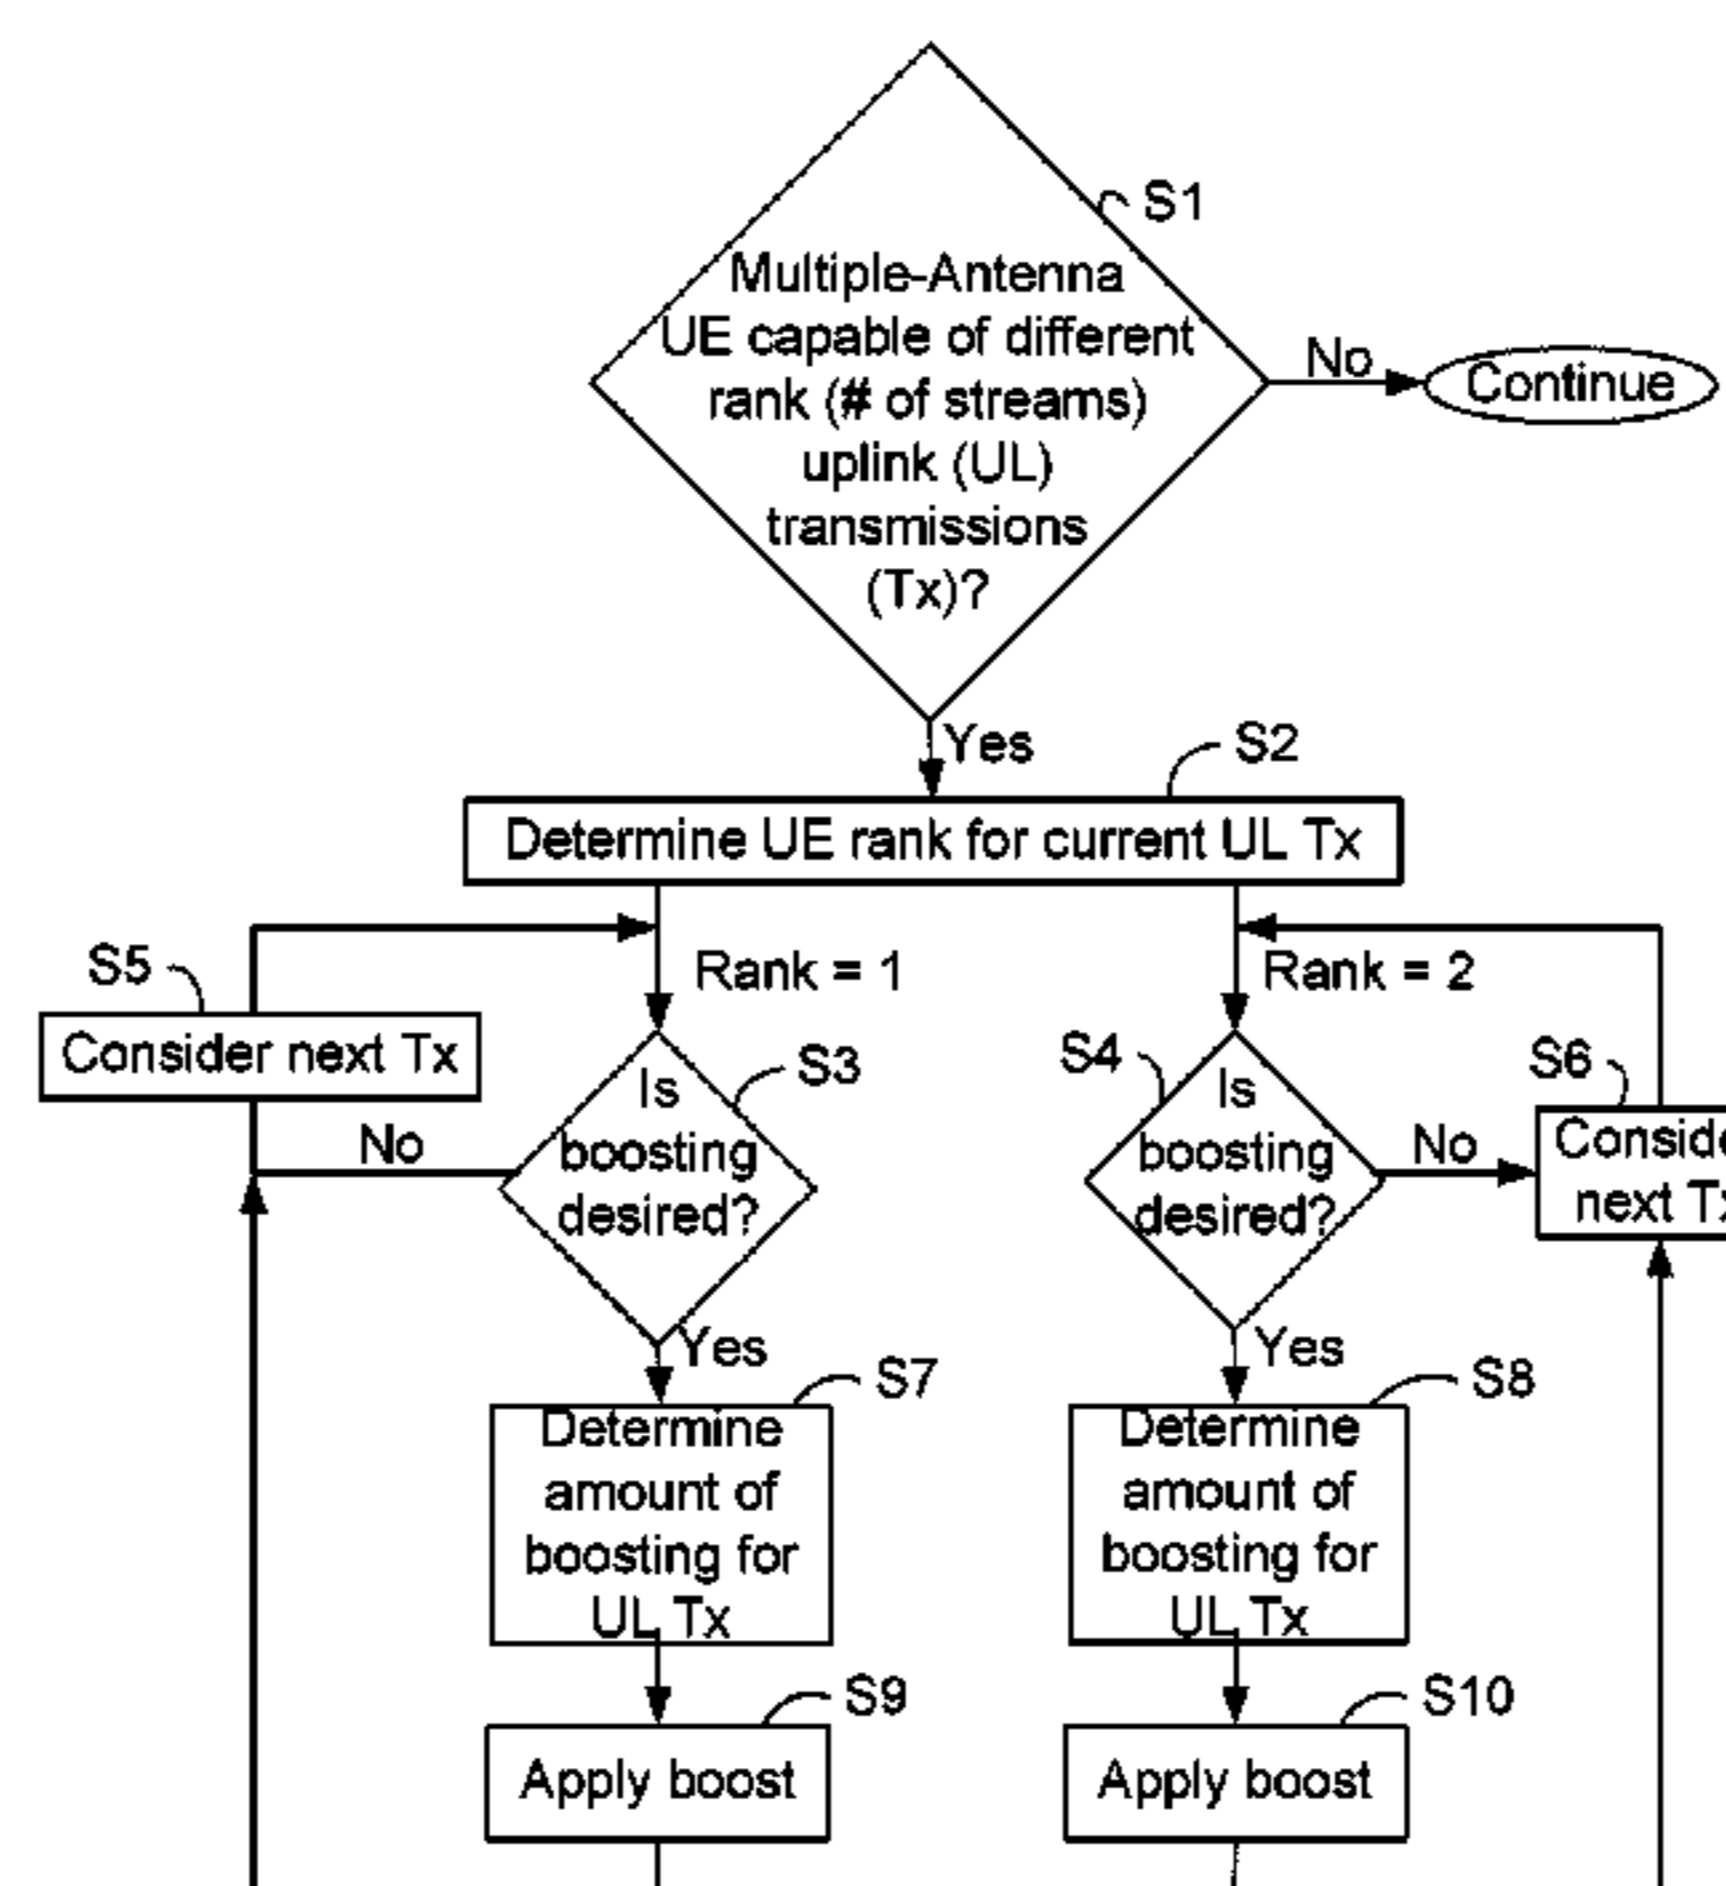 S1
Multiple-Antenna
UE capable of different
rank (# of streams)
uplink (UL)
transmissions
(Tx)?
No
Continue
Yes
S2
Determine UE rank for current UL Tx
S5
Rank = 1
Rank = 2
Consider next Tx
S3
S4
S6
Is
boosting
desired?
No
Is
boosting
desired?
No
next
Yes
Yes
S7
S8
Determine
amount of
boosting for
UL Tx
Determine
amount of
boosting for
UL Tx
S9
S10
Apply boost
Apply boost